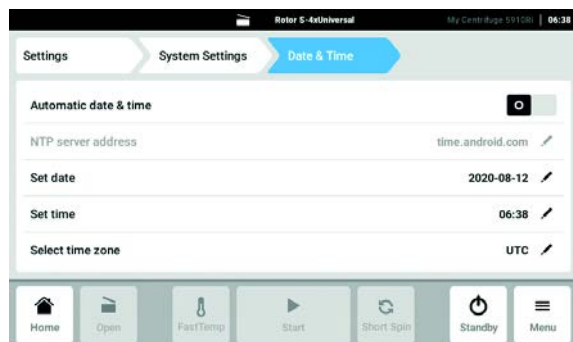 Rotor S-4xUniversal My Centrifuge 5910Ri 06:38
Settings System Settings Date & Time
Automatic date & time O
NTP server address time.android.com
Set date 2020-08-12
Set time 06:38
Select time zone UTC
Home Open FastTemp Start Short Spin Standby Menu